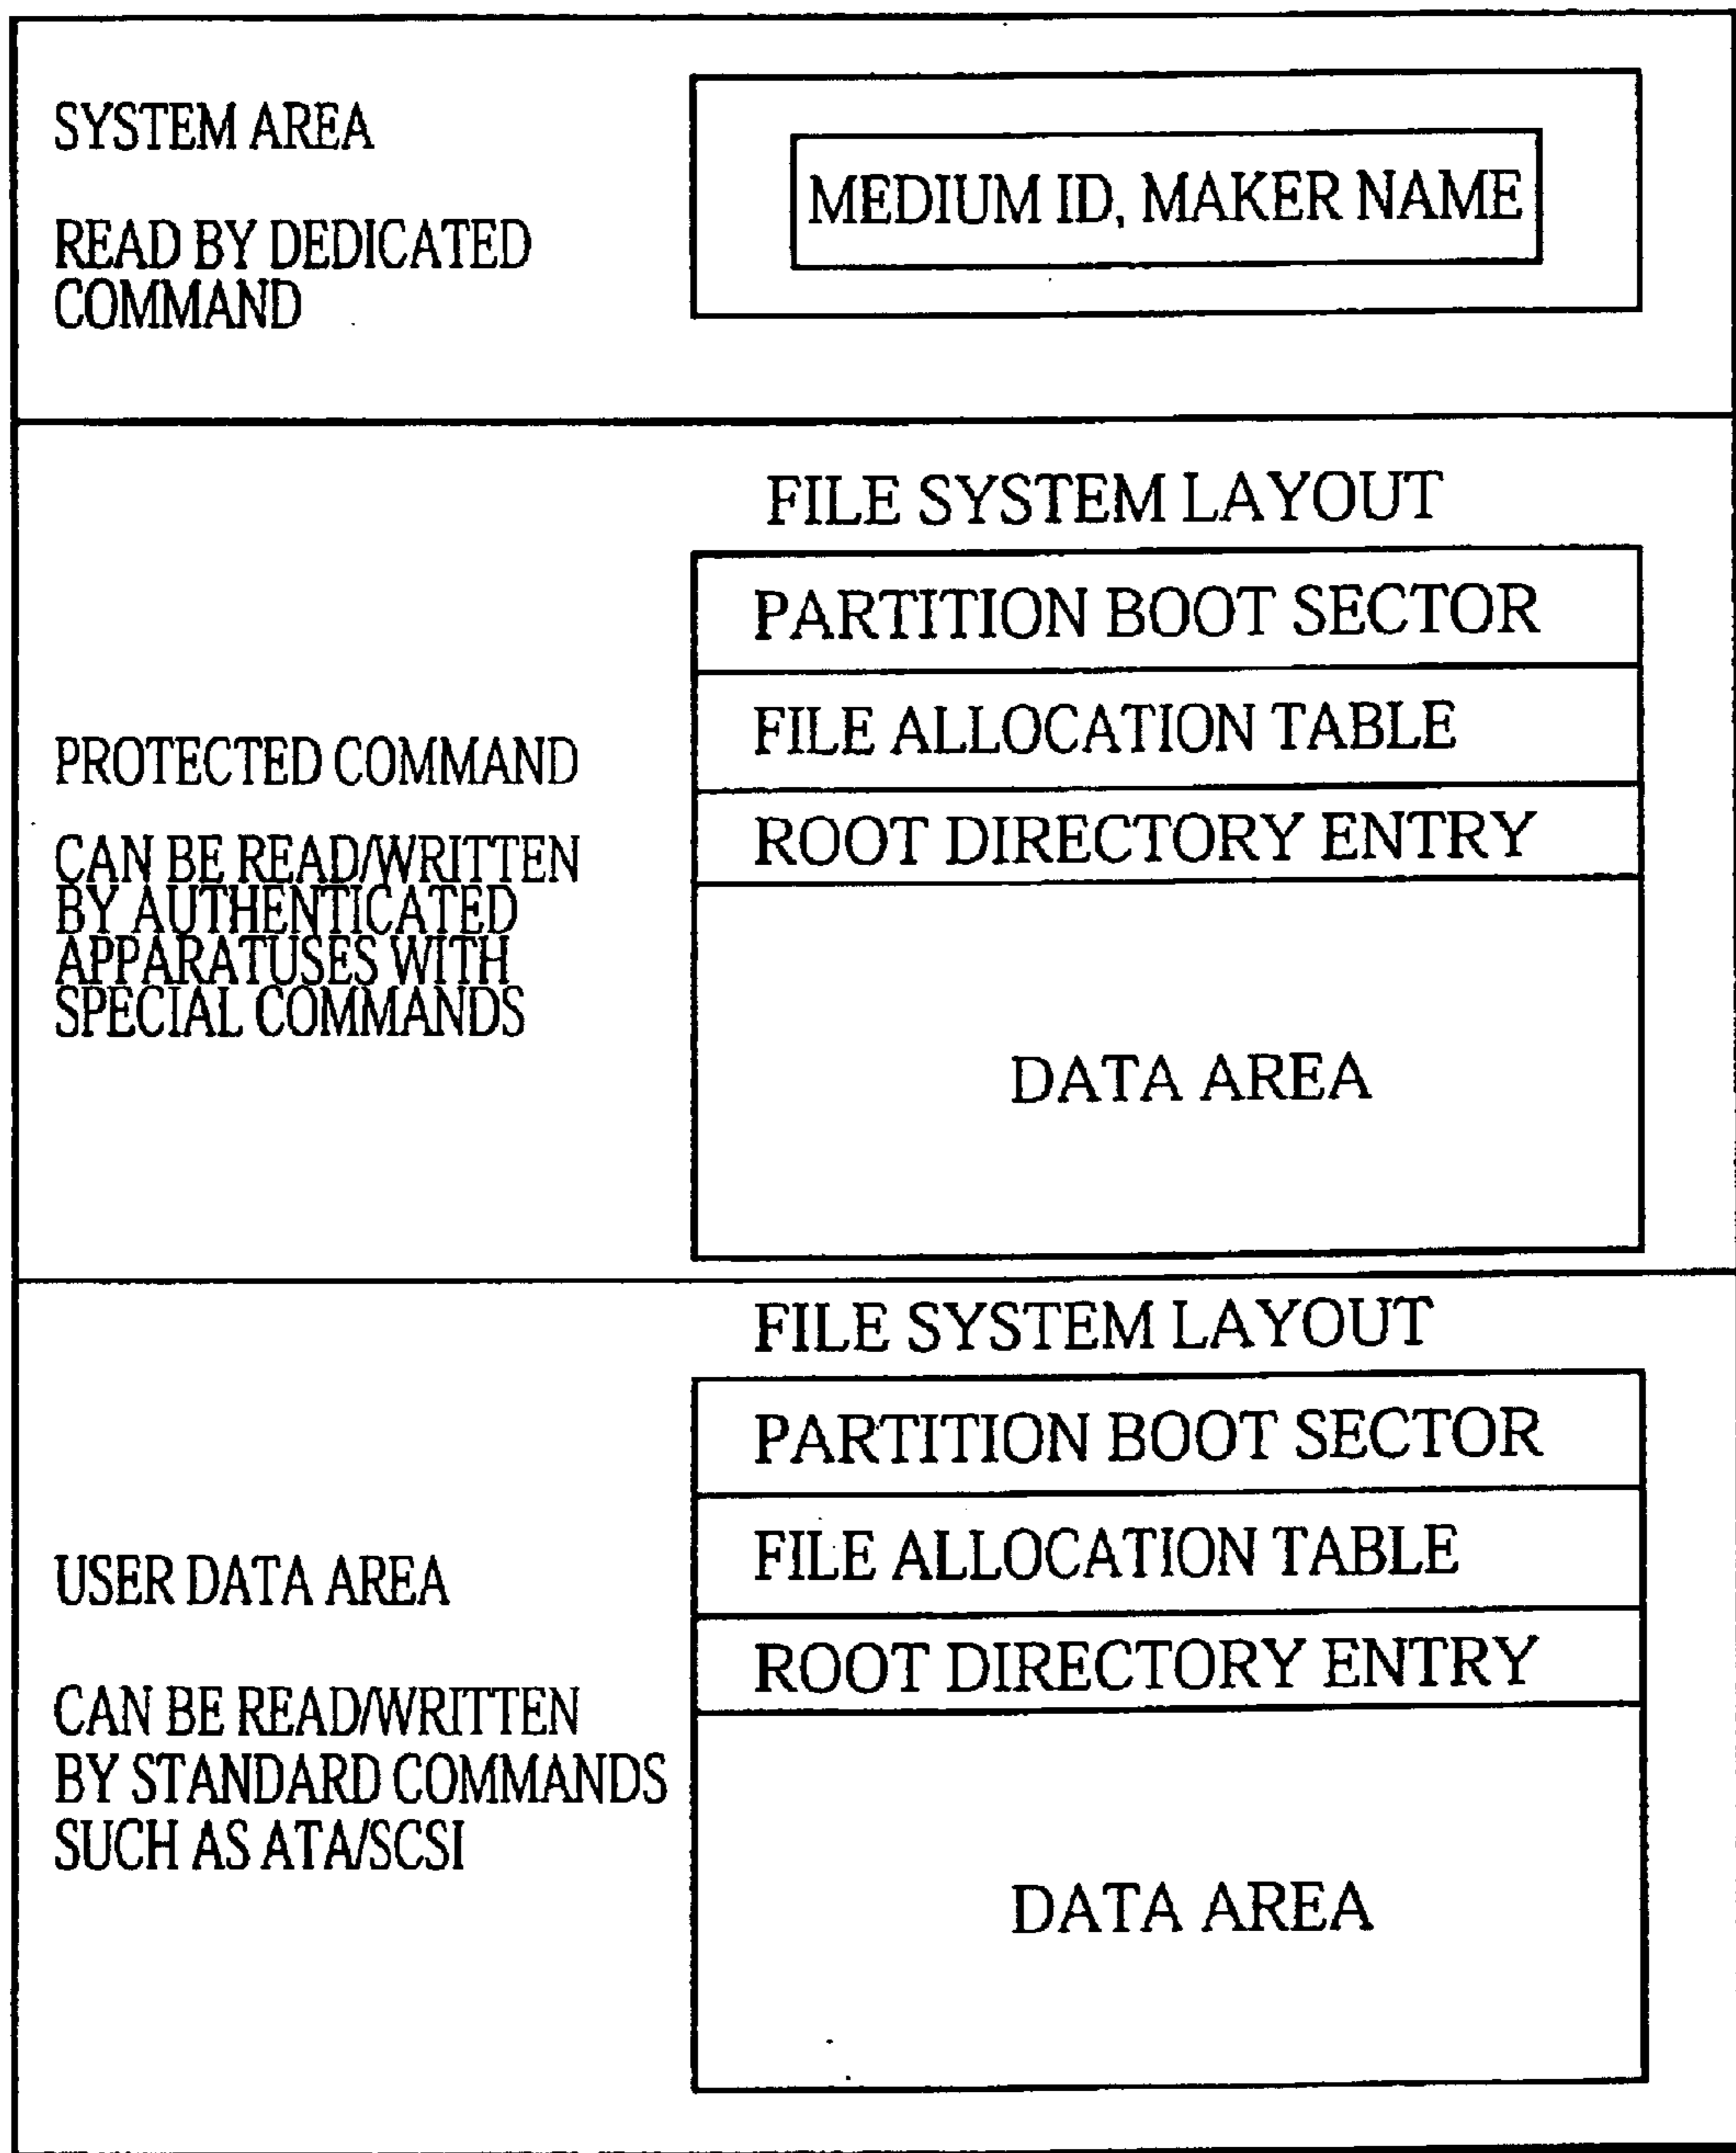 SYSTEM AREA
READ BY DEDICATED
COMMAND
MEDIUM ID, MAKER NAME
FILE SYSTEM LAYOUT
PROTECTED COMMAND
CAN BE READ/WRITTEN
BY AUTHENTICATED
APPARATUSES WITH
SPECIAL COMMANDS
PARTITION BOOT SECTOR
FILE ALLOCATION TABLE
ROOT DIRECTORY ENTRY
DATA AREA
FILE SYSTEM LAYOUT
USER DATA AREA
CAN BE READ/WRITTEN
BY STANDARD COMMANDS
SUCH AS ATA/SCSI
PARTITION BOOT SECTOR
FILE ALLOCATION TABLE
ROOT DIRECTORY ENTRY
DATA AREA